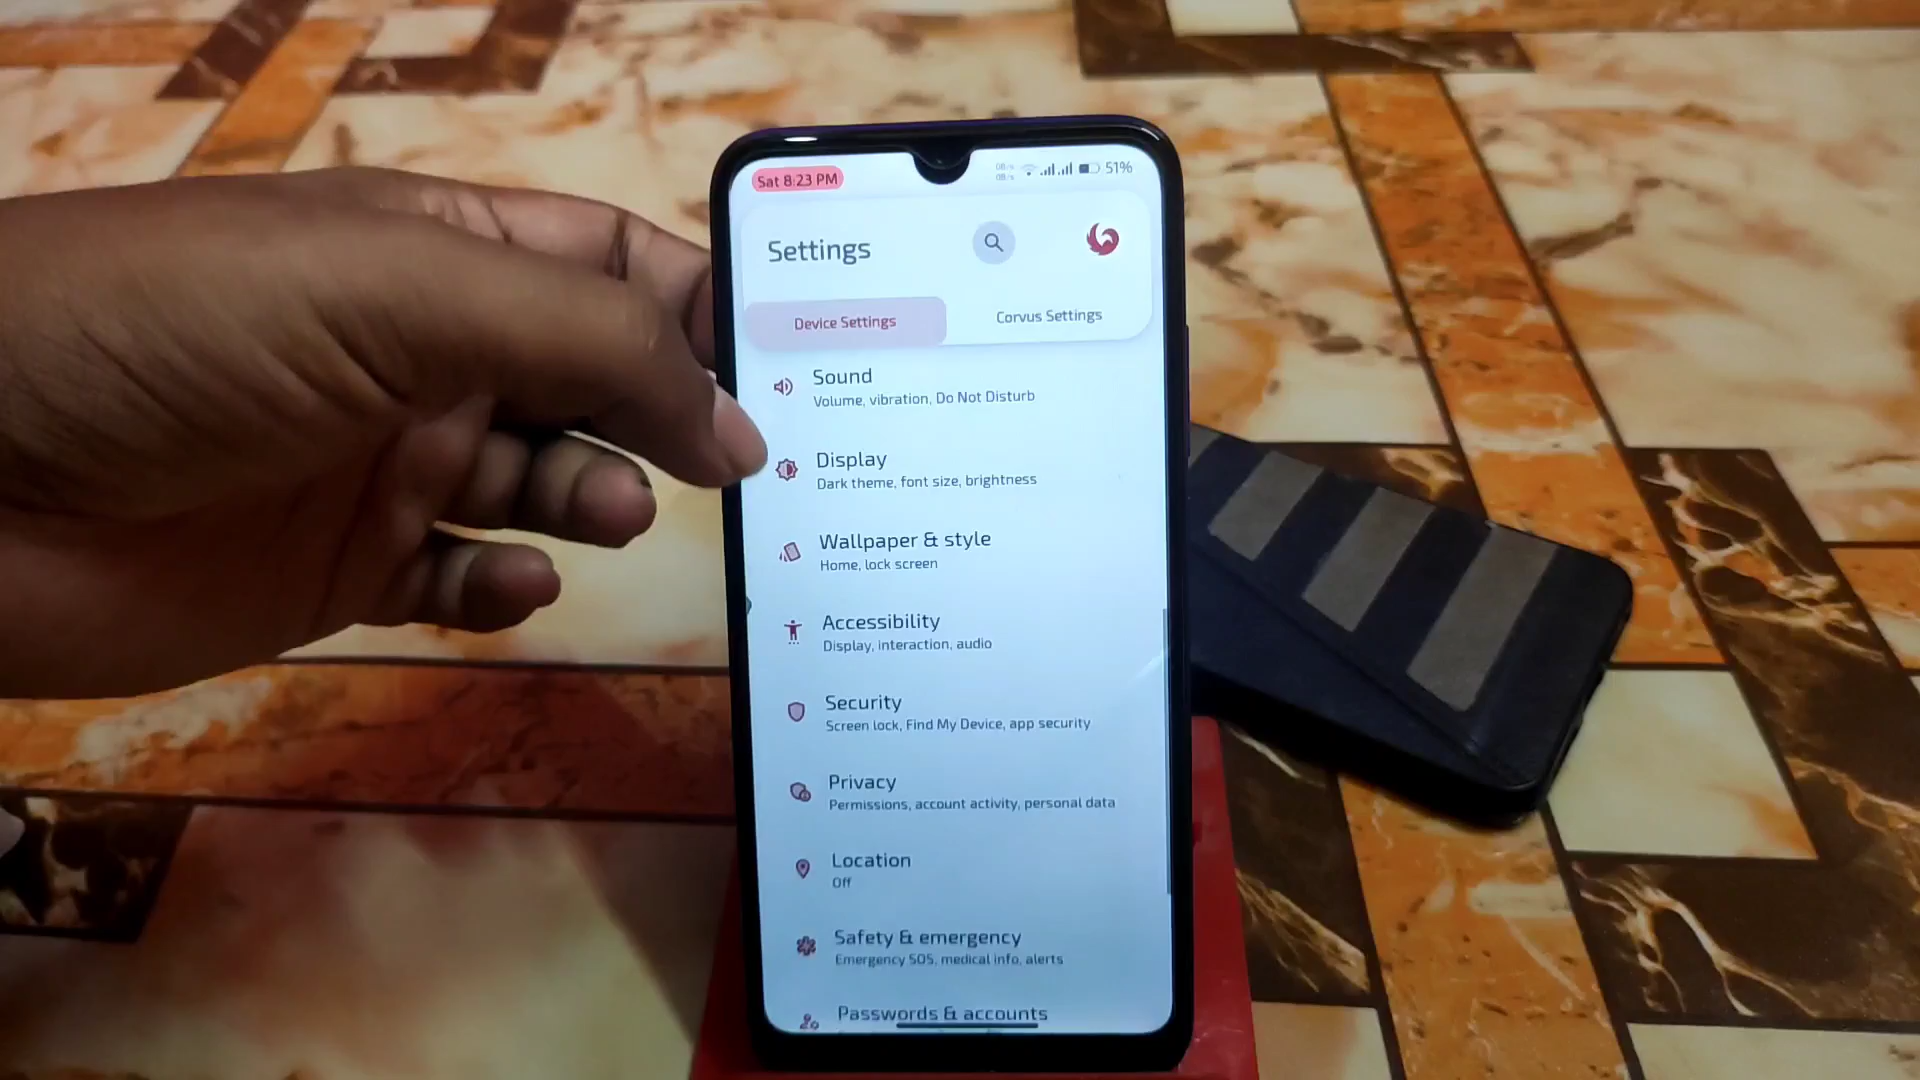 Sat 8:23 PM
51%
Settings
Device Settings
Corvus Settings
Sound
Volume, vibration, Do Not Disturb
Display
Dark theme, font size, brightness
Wallpaper & style
Home, lock screen
Accessibility
Display, interaction, audio
Security
Screen lock, Find My Device, app security
Privacy
Permissions, account activity, personal data
Location
Off
Safety & emergency
Emergency SOS, medical info, alerts
Passwords & accounts